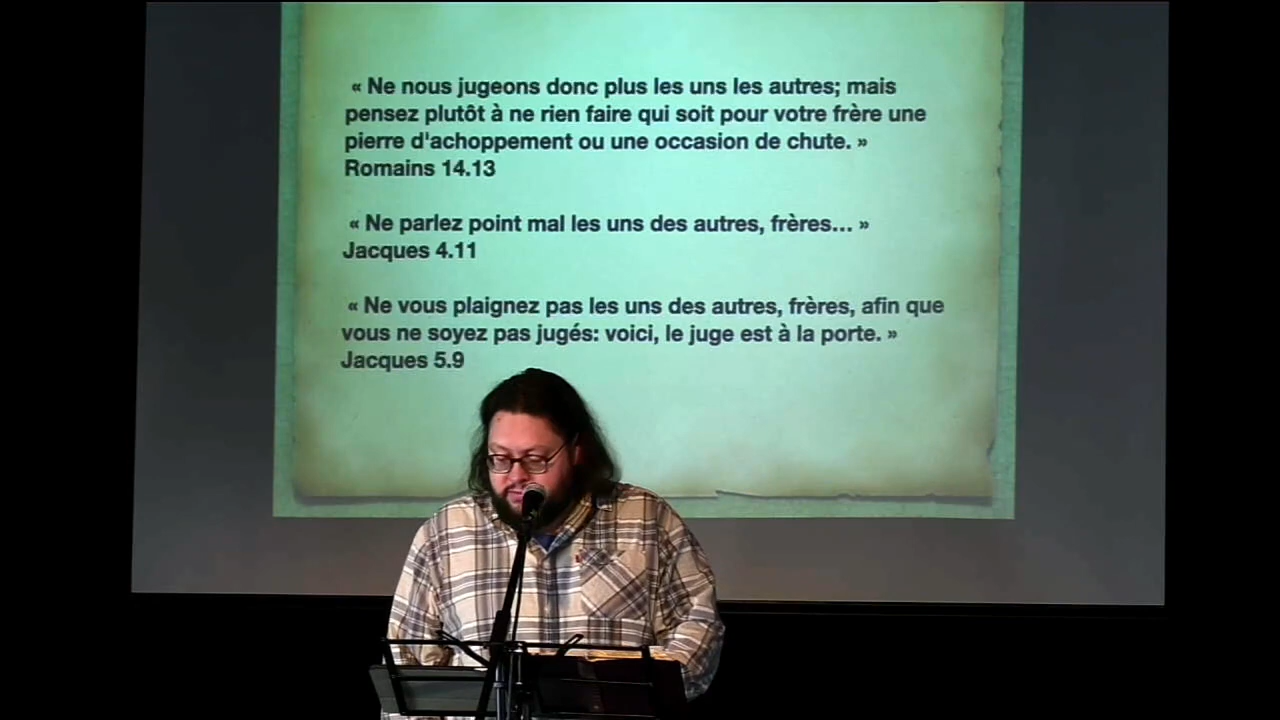 « Ne nous jugeons donc plus les uns les autres; mais
pensez plutôt à ne rien faire qui soit pour votre frère une
pierre d'achoppement ou une occasion de chute. »
Romains 14.13
« Ne parlez point mal les uns des autres, frères... »
Jacques 4.11
« Ne vous plaignez pas les uns des autres, frères, afin que
vous ne soyez pas jugés: voici, le juge est à la porte. »
Jacques 5.9